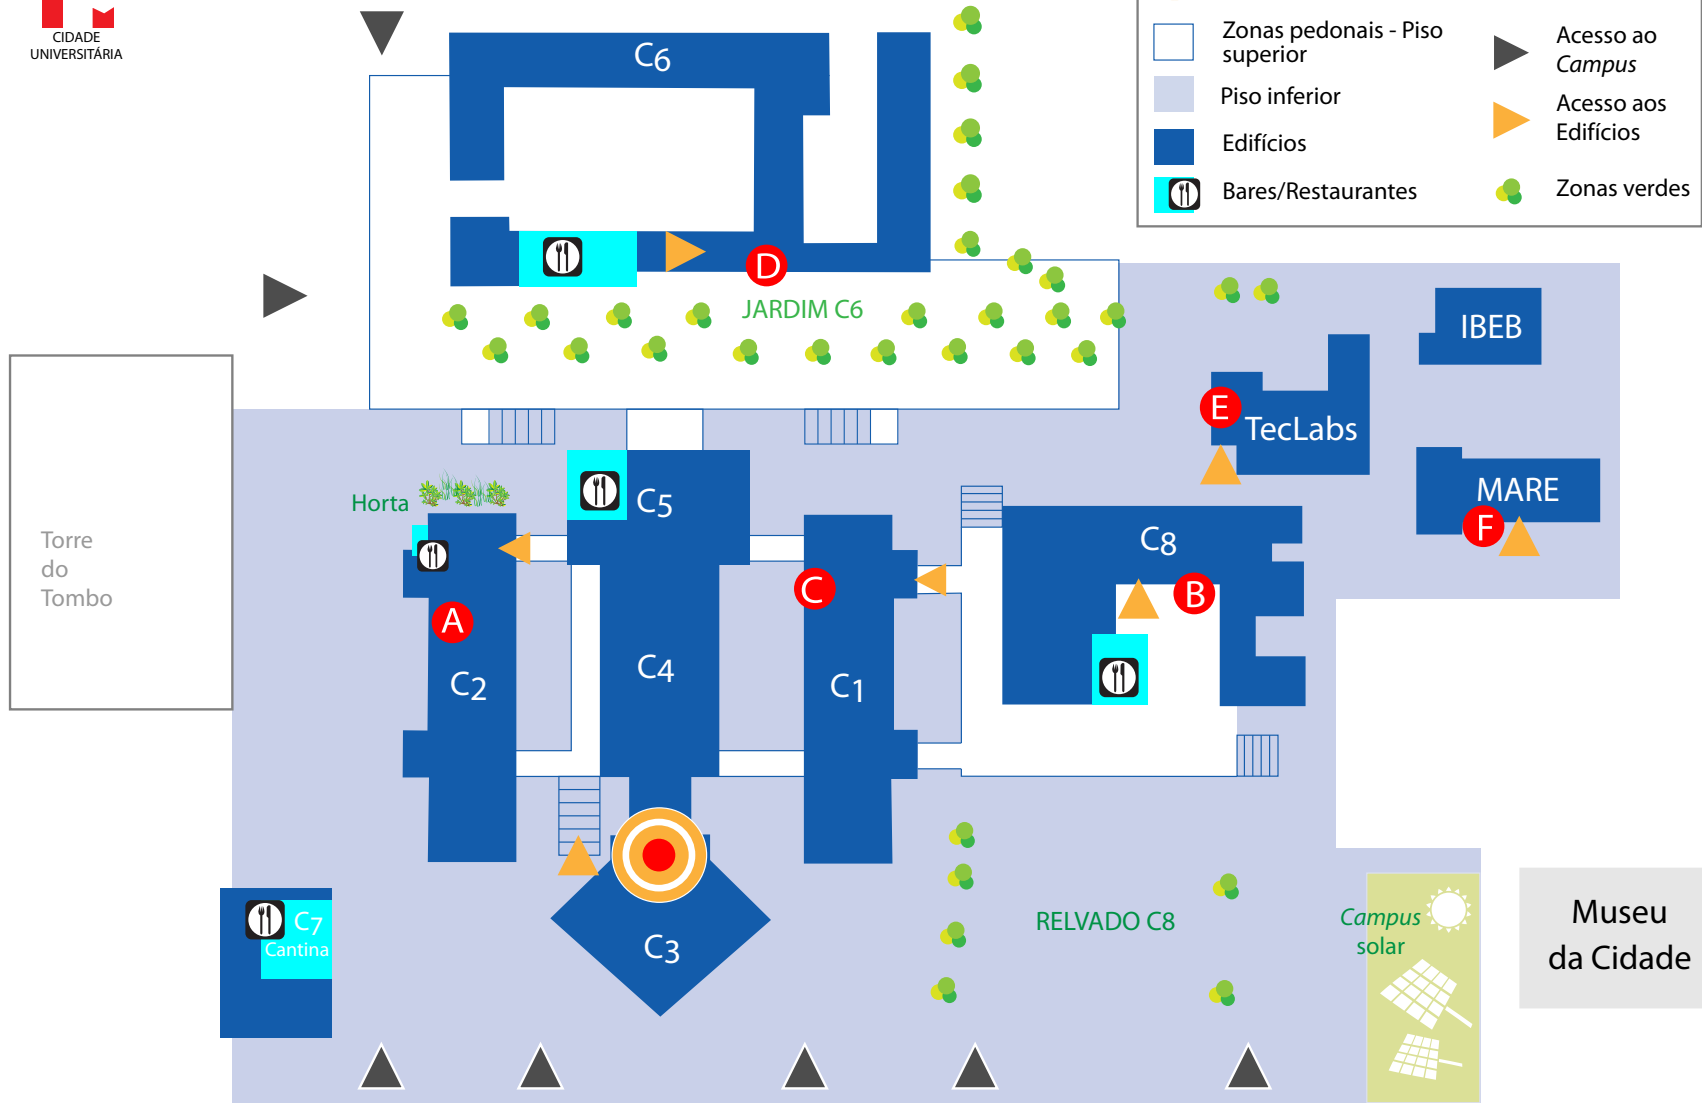 CIDADE
UNIVERSITÁRIA
Zonas pedonais - Piso
superior
Piso inferior
Edifícios
Bares/Restaurantes
Acesso ao
Campus
Acesso aos
Edifícios
Zonas verdes
C6
D
JARDIM C6
IBEB
E
TecLabs
MARE
F
Horta
C5
C8
Torre
do
Tombo
A
C
B
C2
C4
C1
C7
Cantina
C3
RELVADO C8
Campus
solar
Museu
da Cidade